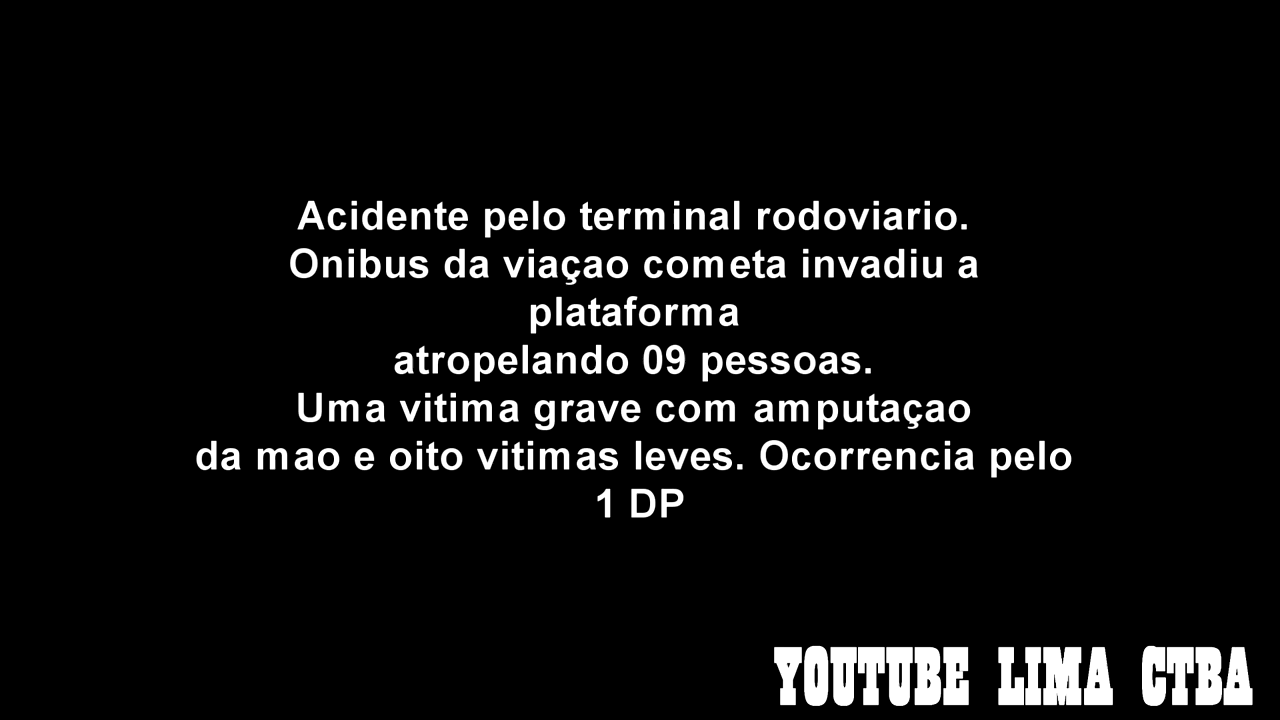 Acidente pelo terminal rodoviario.
Onibus da viaçao cometa invadiu a
plataforma
atropelando 09 pessoas.
Uma vitima grave com amputaçao
da mao e oito vitimas leves. Ocorrencia pelo
1 DP
YOUTUBE LIMA CTBA